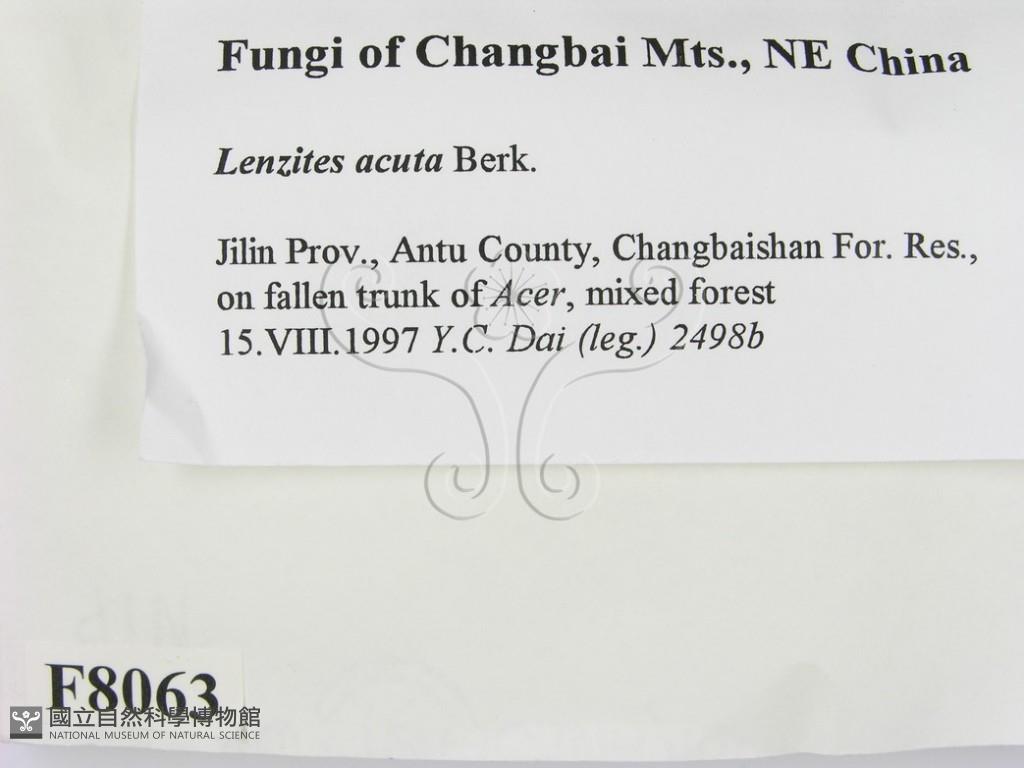 Fungi of Changbai Mts., NE China
Lenzites acuta Berk.
Jilin Prov., Antu County, Changbaishan For. Res.,
on fallen trunk of Acer, mixed forest
15.VIII.1997 Y.C. Dai (leg.) 2498b
F8063
國立自然科學博物館
NATIONAL MUSEUM OF NATURAL SCIENCE